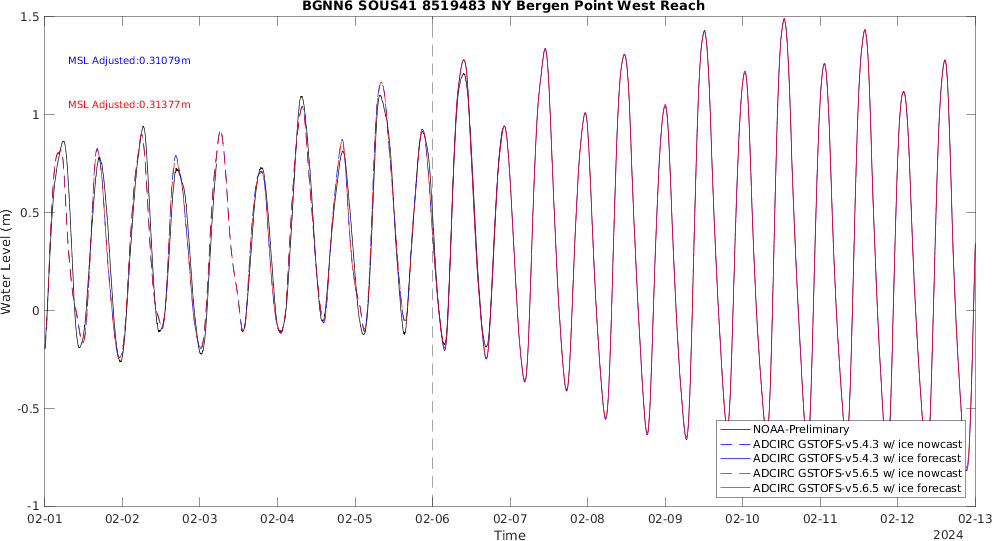 BGNN6 SOUS41 8519483 NY Bergen Point West Reach
1.5
MSL Adjusted:0.31079m
MSL Adjusted:0.31377m
1
0.5
Water Level (m)
0
-0.5
NOAA-Preliminary
ADCIRC GSTOFS-v5.4.3 w/ ice nowcast
ADCIRC GSTOFS-v5.4.3 w/ ice forecast
ADCIRC GSTOFS-v5.6.5 w/ ice nowcast
ADCIRC GSTOFS-v5.6.5 w/ ice forecast
-1
02-01 02-02 02-03 02-04 02-05 02-06 02-07 02-08 02-09 02-10 02-11 02-12 02-13
Time
2024